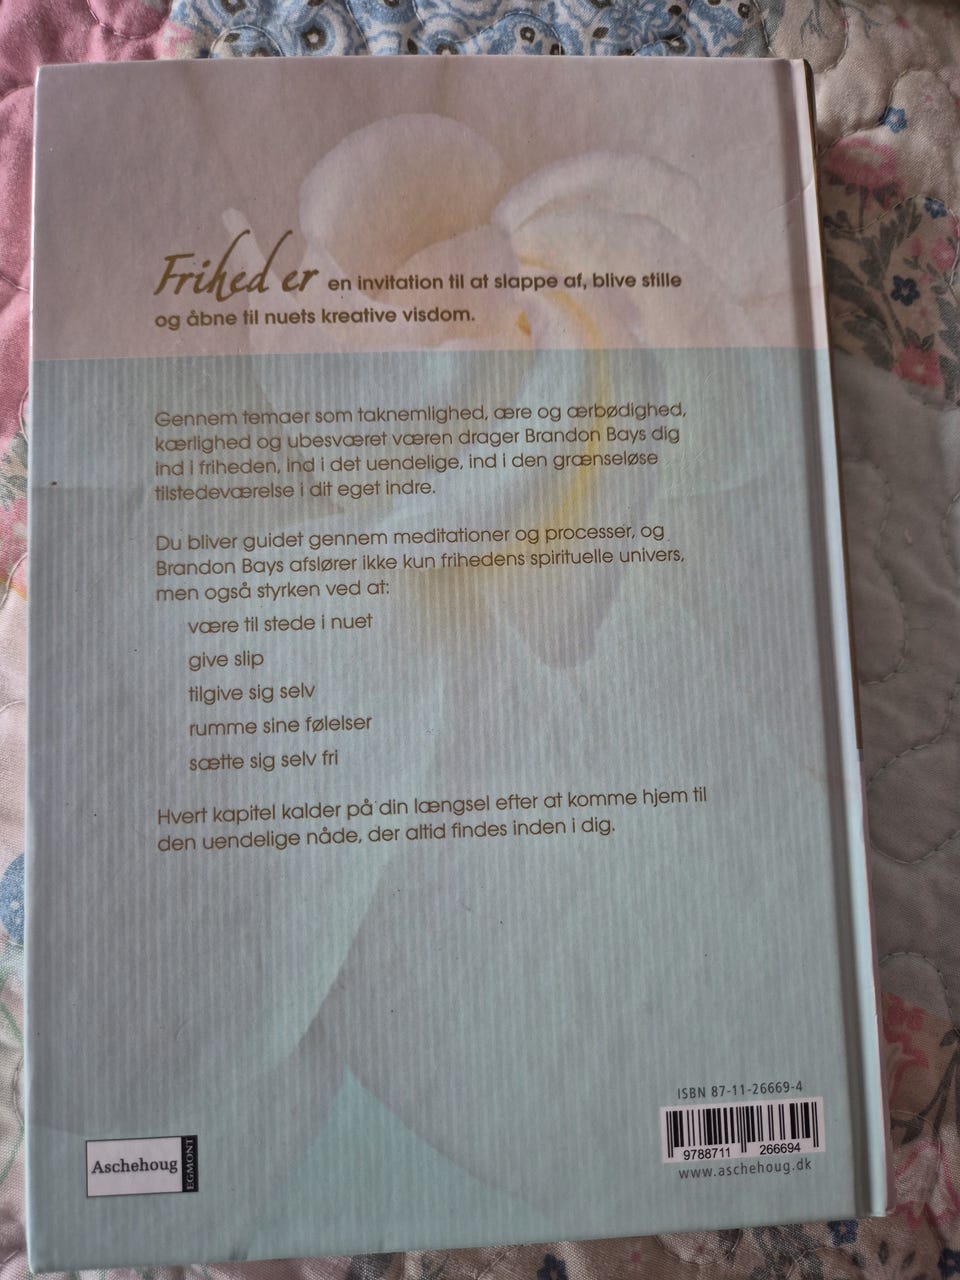 Frihed er en invitation til at slappe af, blive stille
og åbne til nuets kreative visdom.
Gennem temaer som taknemlighed, ære og ærbødighed,
kærlighed og ubesværet væren drager Brandon Bays dig
ind i friheden, ind i det uendelige, ind i den grænseløse
tilstedeværelse i dit eget indre.
Du bliver guidet gennem meditationer og processer, og
Brandon Bays afslører ikke kun frihedens spirituelle univers,
men også styrken ved at:
være til stede i nuet
give slip
tilgive sig selv
rumme sine følelser
sætte sig selv fri
Hvert kapitel kalder på din længsel efter at komme hjem til
den uendelige nåde, der altid findes inden i dig.
ISBN 87-11-26669-4
9788711 266694
www.aschehoug.dk
Aschehoug
EGMONT